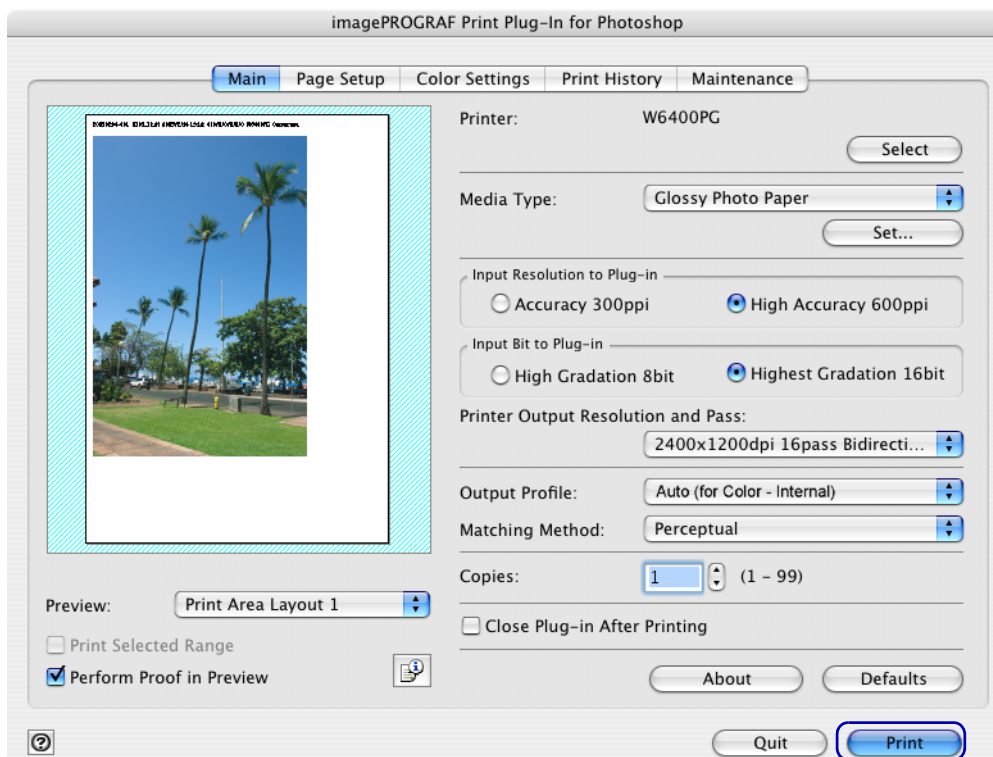 imagePROGRAF Print Plug-In for Photoshop
Main Page Setup Color Settings Print History Maintenance
Printer: W6400PG
Select
Media Type: Glossy Photo Paper
Set...
Input Resolution to Plug-in
Accuracy 300ppi High Accuracy 600ppi
Input Bit to Plug-in
High Gradation 8bit Highest Gradation 16bit
Printer Output Resolution and Pass:
2400x1200dpi 16pass Bidirecti...
Output Profile: Auto (for Color - Internal)
Matching Method: Perceptual
Copies: 1 (1 – 99)
Preview: Print Area Layout 1
Close Plug-in After Printing
Print Selected Range
Perform Proof in Preview
About Defaults
Quit Print